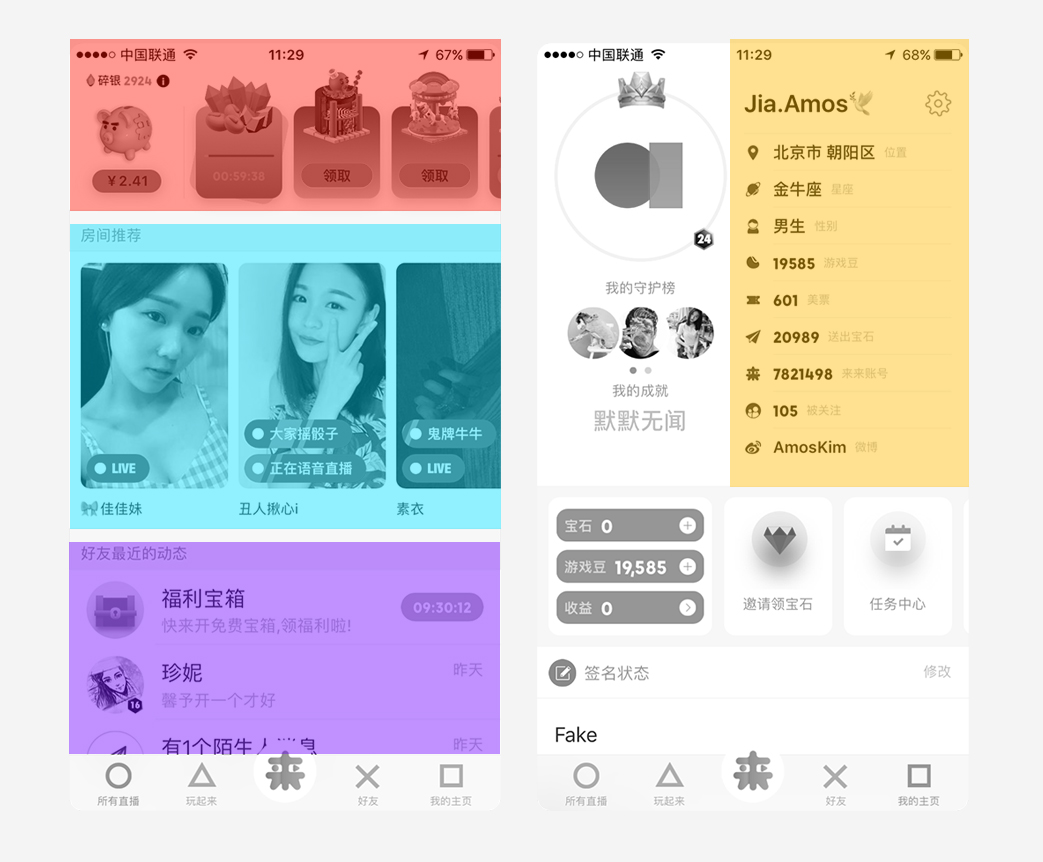 中国联通
11:29
67%
碎银 2924
¥2.41
00:59:38
领取
领取
房间推荐
LIVE
大家摇骰子
正在语音直播
鬼牌牛牛
LIVE
佳佳妹
丑人揪心i
素衣
好友最近的动态
福利宝箱
快来开免费宝箱,领福利啦!
09:30:12
珍妮
昨天
馨予开一个才好
16
有1个陌生人消息
昨天
所有直播
玩起来
来
好友
我的主页
中国联通
11:29
68%
24
我的守护榜
我的成就
默默无闻
Jia.Amos
北京市 朝阳区 位置
金牛座 星座
男生 性别
19585 游戏豆
601 美票
20989 送出宝石
7821498 来来账号
105 被关注
AmosKim 微博
宝石 0
游戏豆 19,585
收益 0
邀请领宝石
任务中心
签名状态
修改
Fake
所有直播
玩起来
来
好友
我的主页